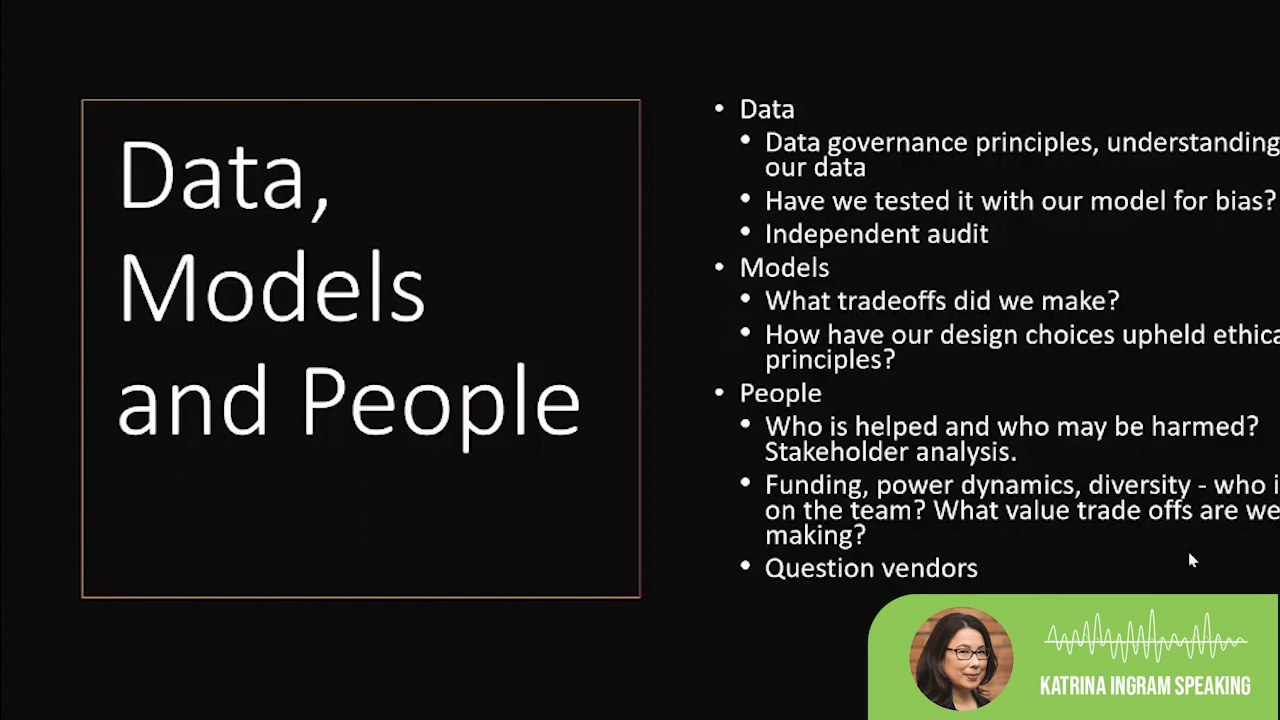 Data,
Models
and People
• Data
• Data governance principles, understanding
our data
• Have we tested it with our model for bias?
• Independent audit
• Models
• What tradeoffs did we make?
• How have our design choices upheld ethica
principles?
• People
• Who is helped and who may be harmed?
Stakeholder analysis.
• Funding, power dynamics, diversity - who i
on the team? What value trade offs are we
making?
• Question vendors
KATRINA INGRAM SPEAKING